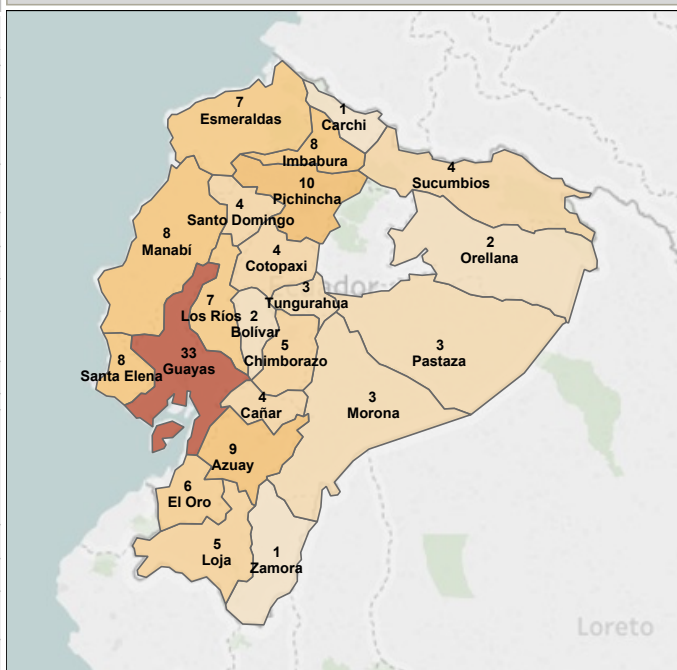 7
Esmeraldas
1
Carchi
8
Imbabura
4
Sucumbios
10
Pichincha
4
Santo Domingo
8
Manabí
2
Orellana
4
Cotopaxi
Ecuador
3
Tungurahua
7
Los Ríos
2
Bolívar
5
Chimborazo
3
Pastaza
33
Guayas
8
Santa Elena
4
Cañar
3
Morona
9
Azuay
6
El Oro
5
Loja
1
Zamora
Loreto